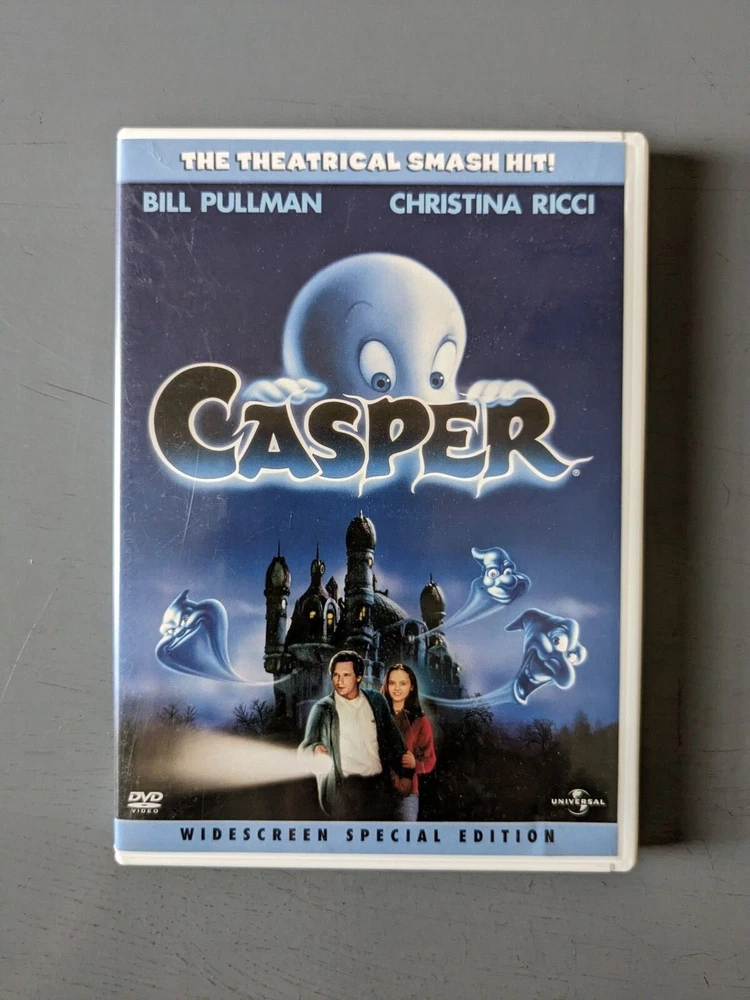 THE THEATRICAL SMASH HIT!
BILL PULLMAN CHRISTINA RICCI
CASPER®
DVD
VIDEO
UNIVERSAL
WIDESCREEN SPECIAL EDITION